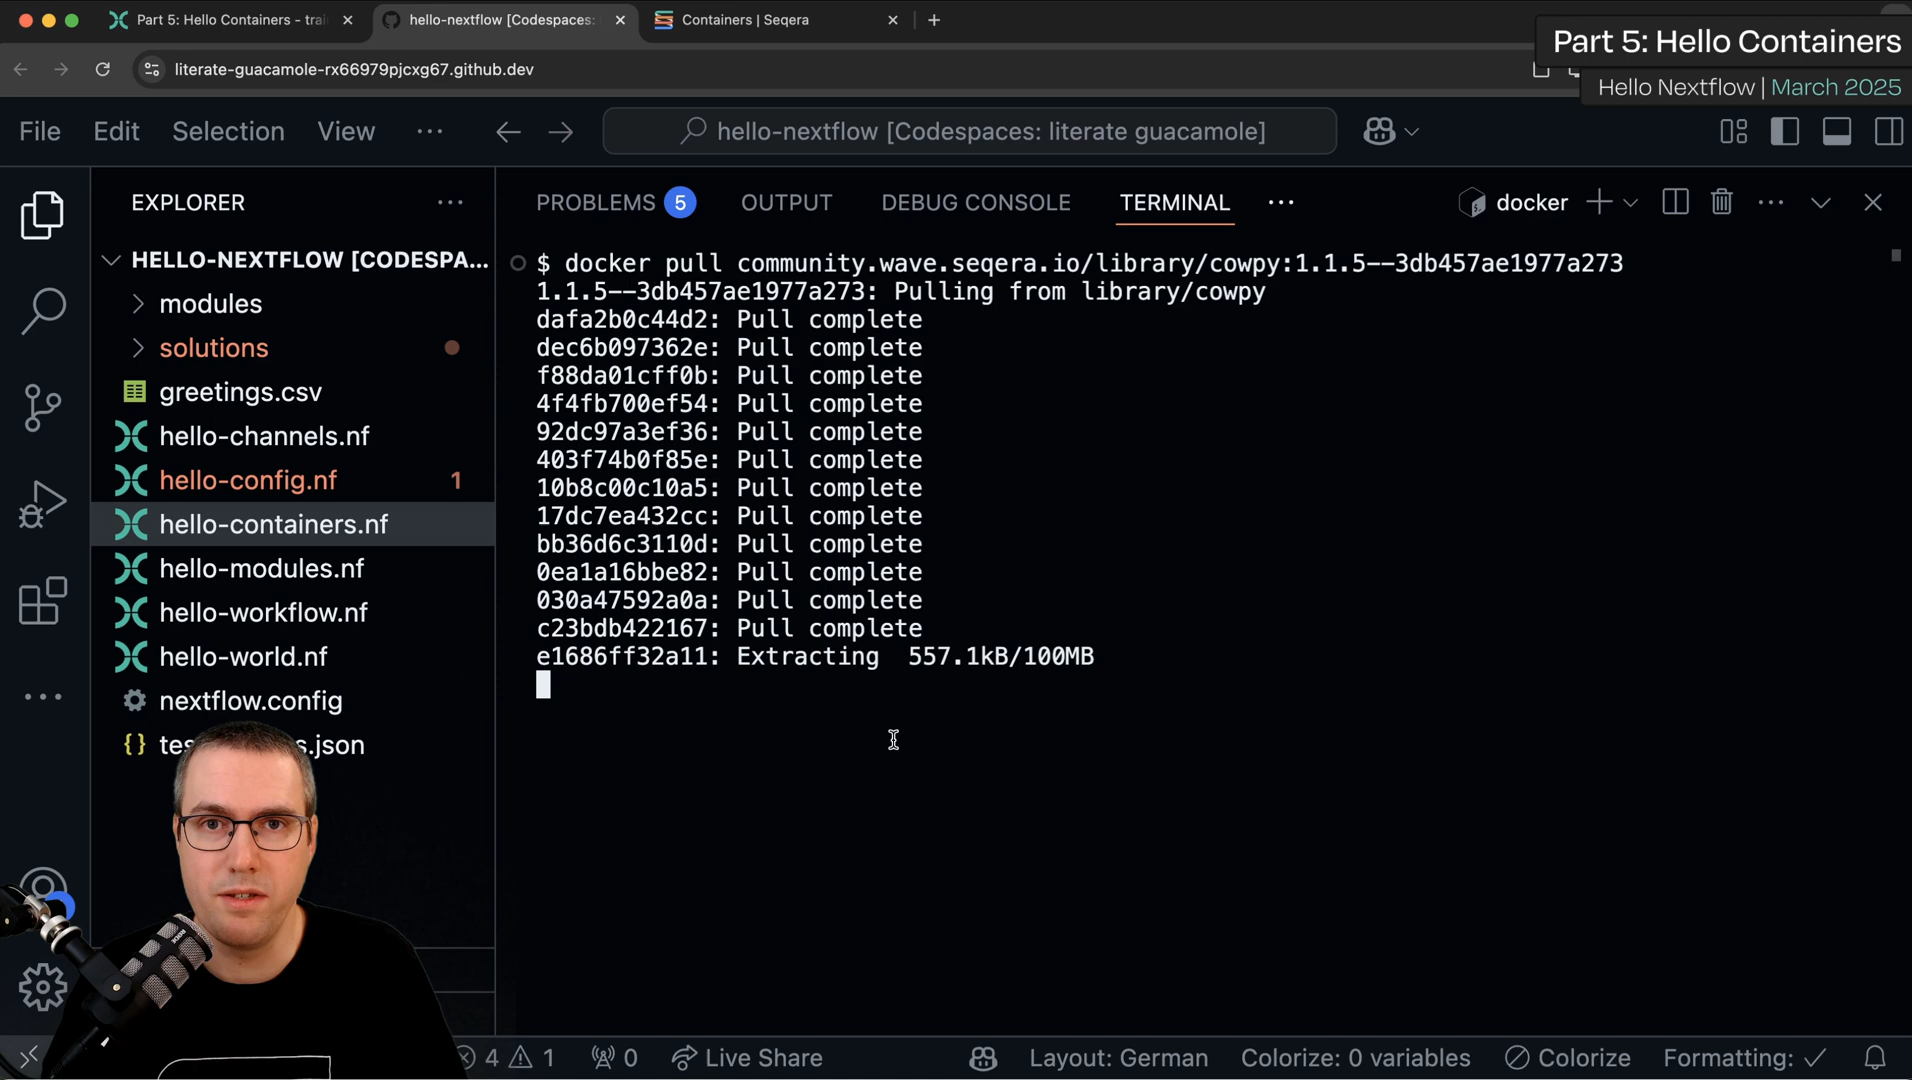 Part 5: Hello Containers - trai
hello-nextflow [Codespaces:
Containers | Seqera
Part 5: Hello Containers
literate-guacamole-rx66979pjcxg67.github.dev
Hello Nextflow | March 2025
File Edit Selection View
hello-nextflow [Codespaces: literate guacamole]
EXPLORER
PROBLEMS 5 OUTPUT DEBUG CONSOLE TERMINAL
docker
HELLO-NEXTFLOW [CODESPA...
modules
solutions
greetings.csv
hello-channels.nf
hello-config.nf 1
hello-containers.nf
hello-modules.nf
hello-workflow.nf
hello-world.nf
nextflow.config
$ docker pull community.wave.seqera.io/library/cowpy:1.1.5--3db457ae1977a273
1.1.5--3db457ae1977a273: Pulling from library/cowpy
dafa2b0c44d2: Pull complete
dec6b097362e: Pull complete
f88da01cff0b: Pull complete
4f4fb700ef54: Pull complete
92dc97a3ef36: Pull complete
403f74b0f85e: Pull complete
10b8c00c10a5: Pull complete
17dc7ea432cc: Pull complete
bb36d6c3110d: Pull complete
0ea1a16bbe82: Pull complete
030a47592a0a: Pull complete
c23bdb422167: Pull complete
e1686ff32a11: Extracting 557.1kB/100MB
RODE
4 1 0 Live Share Layout: German Colorize: 0 variables Colorize Formatting: